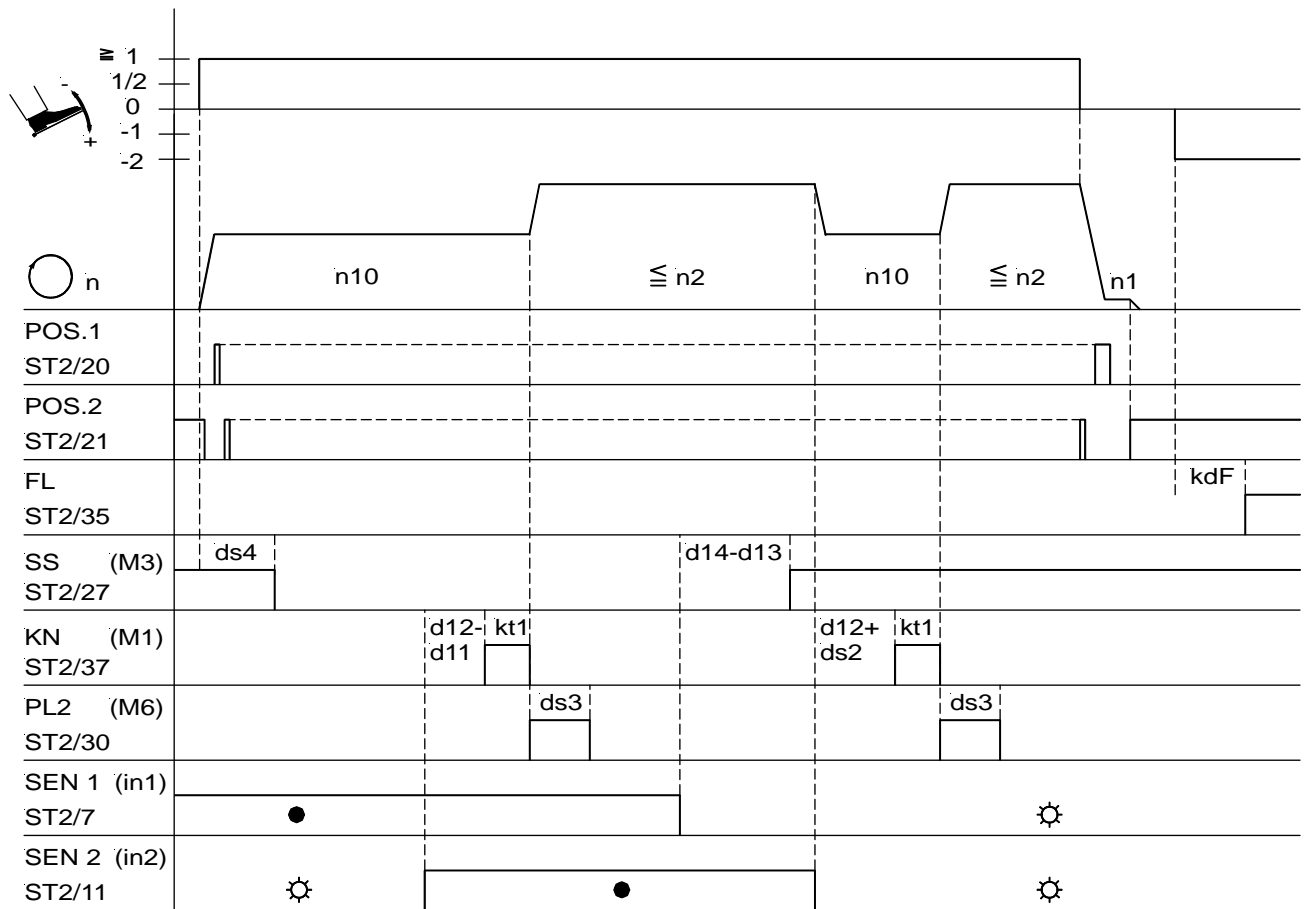 ≧ 1
1/2
0
-1
-2
-
+
n
n10
≦ n2
n10
≦ n2
n1
POS.1
ST2/20
POS.2
ST2/21
FL
ST2/35
kdF
SS (M3)
ST2/27
ds4
d14-d13
KN (M1)
ST2/37
d12-
d11
kt1
d12+
ds2
kt1
PL2 (M6)
ST2/30
ds3
ds3
SEN 1 (in1)
ST2/7
SEN 2 (in2)
ST2/11